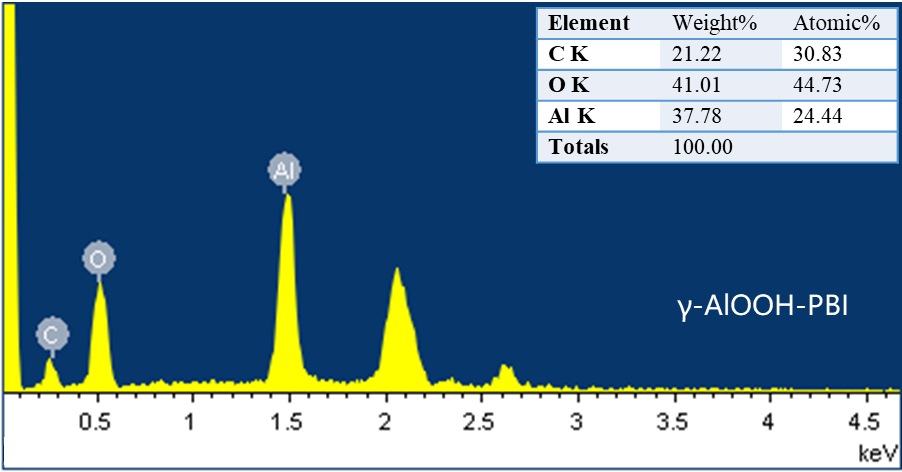 Element Weight% Atomic%
C K 21.22 30.83
O K 41.01 44.73
Al K 37.78 24.44
Totals 100.00
Al
O
C
γ-AlOOH-PBI
0.5 1 1.5 2 2.5 3 3.5 4 4.5
keV